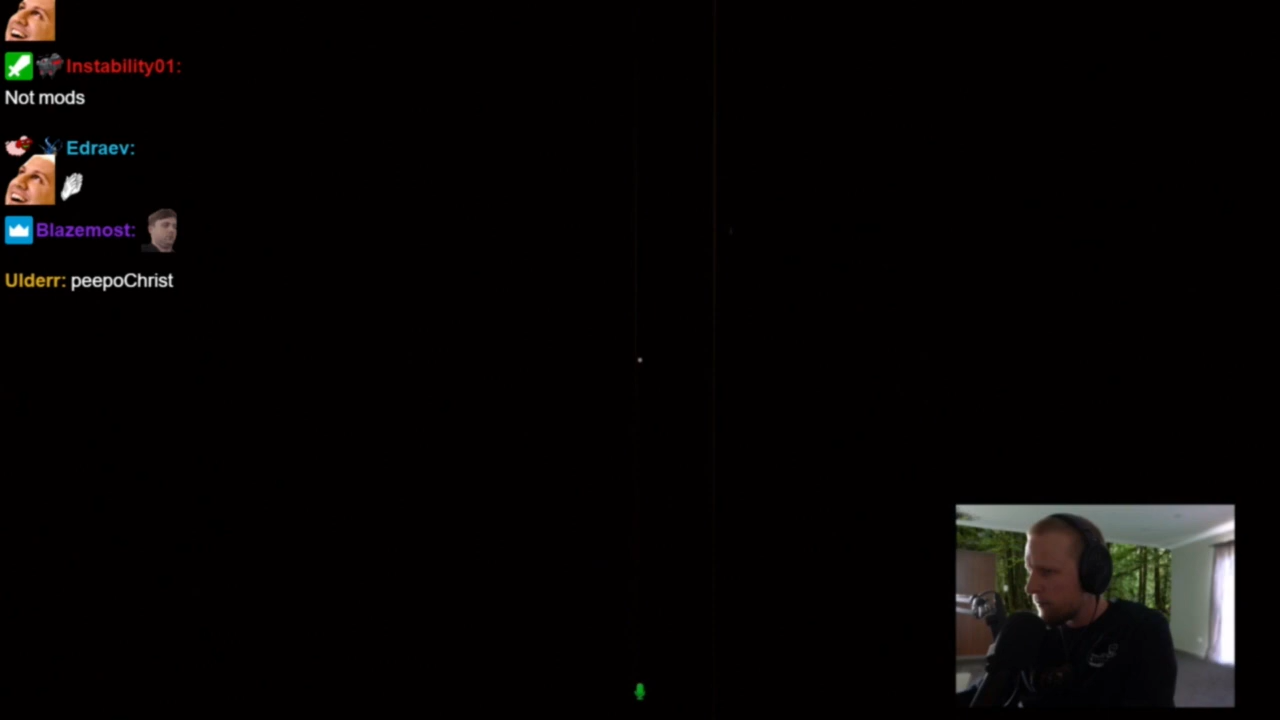 Instability01:
Not mods
Edraev:
Blazemost:
Ulderr: peepoChrist